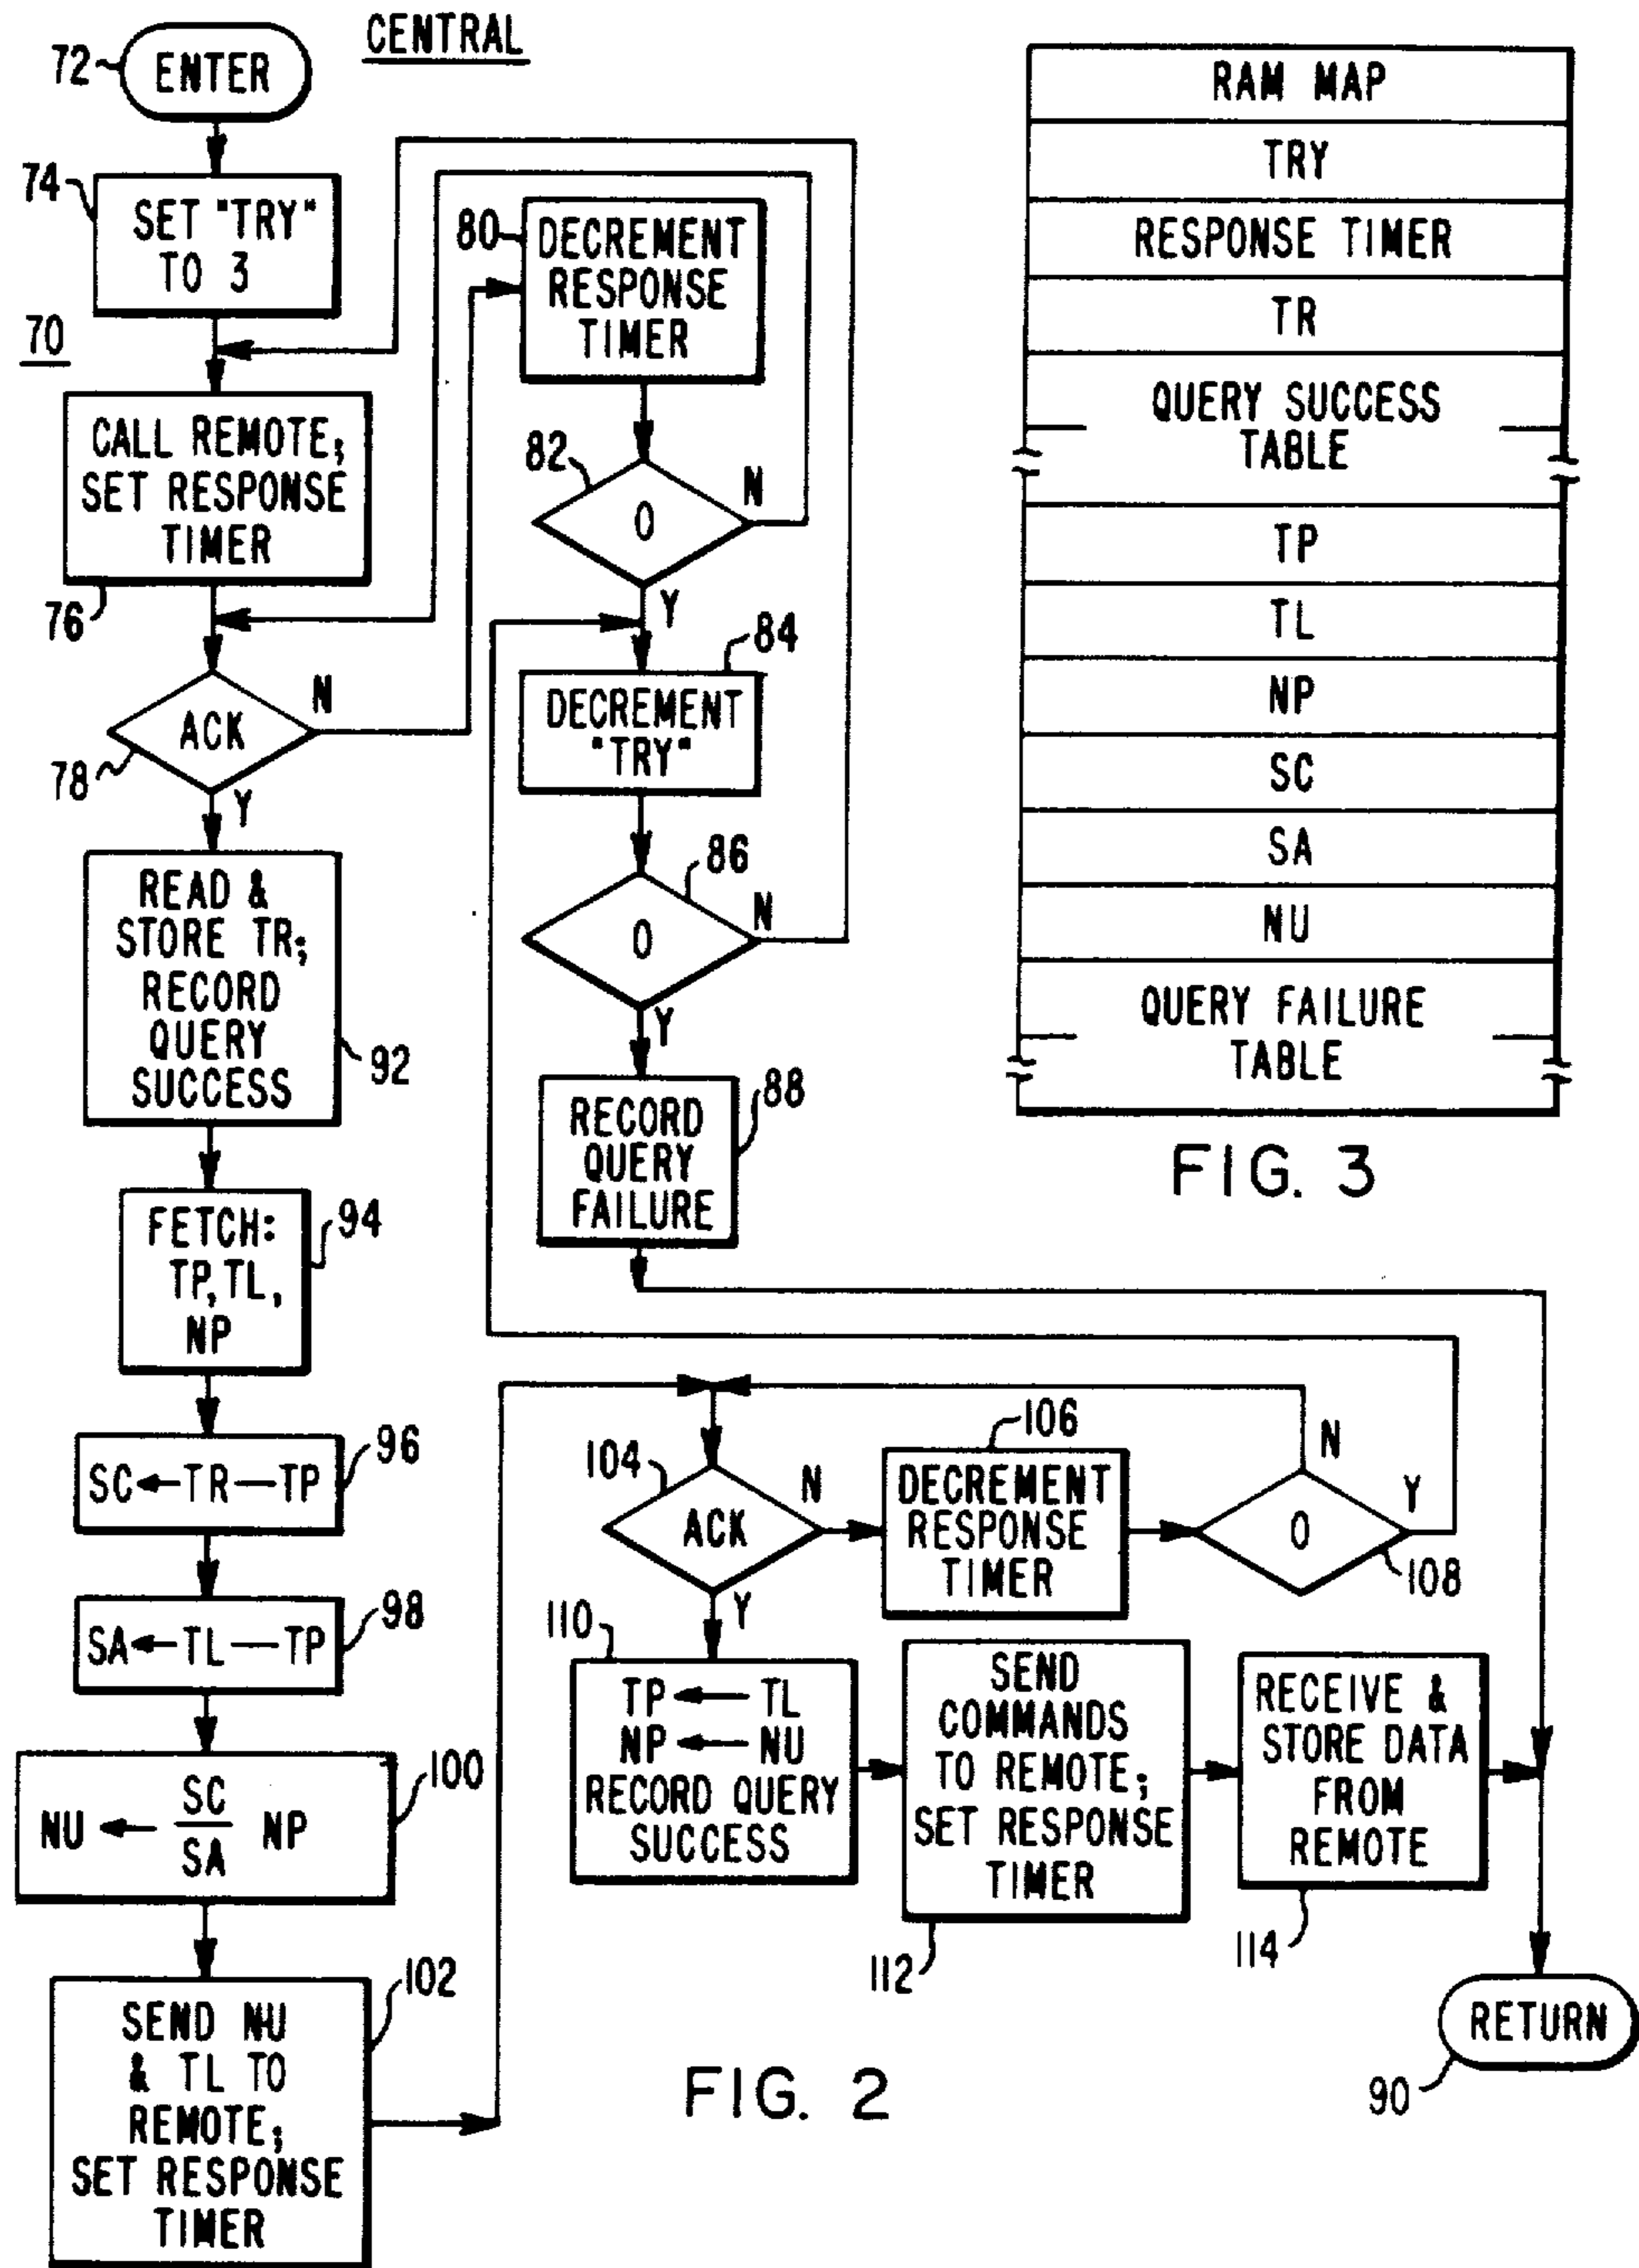 CENTRAL
72
ENTER
74
SET "TRY"
TO 3
70
CALL REMOTE;
SET RESPONSE
TIMER
76
ACK
N
78
Y
READ &
STORE TR;
RECORD
QUERY
SUCCESS
92
FETCH:
TP, TL,
NP
94
SC ← TR — TP
96
SA ← TL — TP
98
NU ← SC/SA NP
100
SEND NU
& TL TO
REMOTE;
SET RESPONSE
TIMER
102
80
DECREMENT
RESPONSE
TIMER
82
0
N
Y
84
DECREMENT
"TRY"
86
0
N
Y
RECORD
QUERY
FAILURE
88
104
ACK
N
Y
106
DECREMENT
RESPONSE
TIMER
0
N
Y
108
110
TP ← TL
NP ← NU
RECORD QUERY
SUCCESS
SEND
COMMANDS
TO REMOTE;
SET RESPONSE
TIMER
112
RECEIVE &
STORE DATA
FROM
REMOTE
114
RETURN
90
FIG. 2
RAM MAP
TRY
RESPONSE TIMER
TR
QUERY SUCCESS
TABLE
TP
TL
NP
SC
SA
NU
QUERY FAILURE
TABLE
FIG. 3